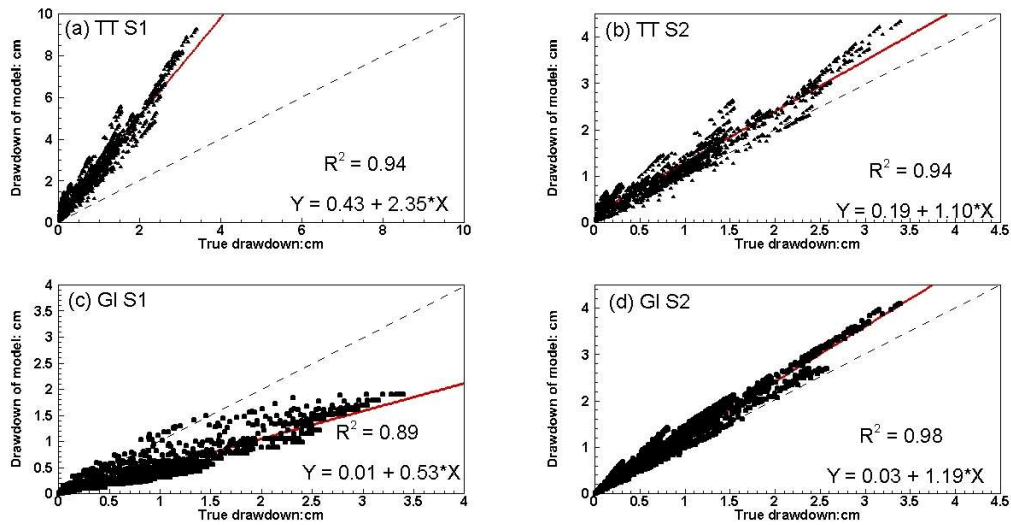 (a) TT S1
Drawdown of model: cm
10
8
6
4
2
0
R² = 0.94
Y = 0.43 + 2.35*X
0 2 4 6 8 10
True drawdown:cm
(b) TT S2
Drawdown of model: cm
4
3
2
1
0
R² = 0.94
Y = 0.19 + 1.10*X
0 0.5 1 1.5 2 2.5 3 3.5 4 4.5
True drawdown:cm
(c) GI S1
Drawdown of model: cm
4
3.5
3
2.5
2
1.5
1
0.5
0
R² = 0.89
Y = 0.01 + 0.53*X
0 0.5 1 1.5 2 2.5 3 3.5 4
True drawdown:cm
(d) GI S2
Drawdown of model: cm
4
3
2
1
0
R² = 0.98
Y = 0.03 + 1.19*X
0 0.5 1 1.5 2 2.5 3 3.5 4 4.5
True drawdown:cm